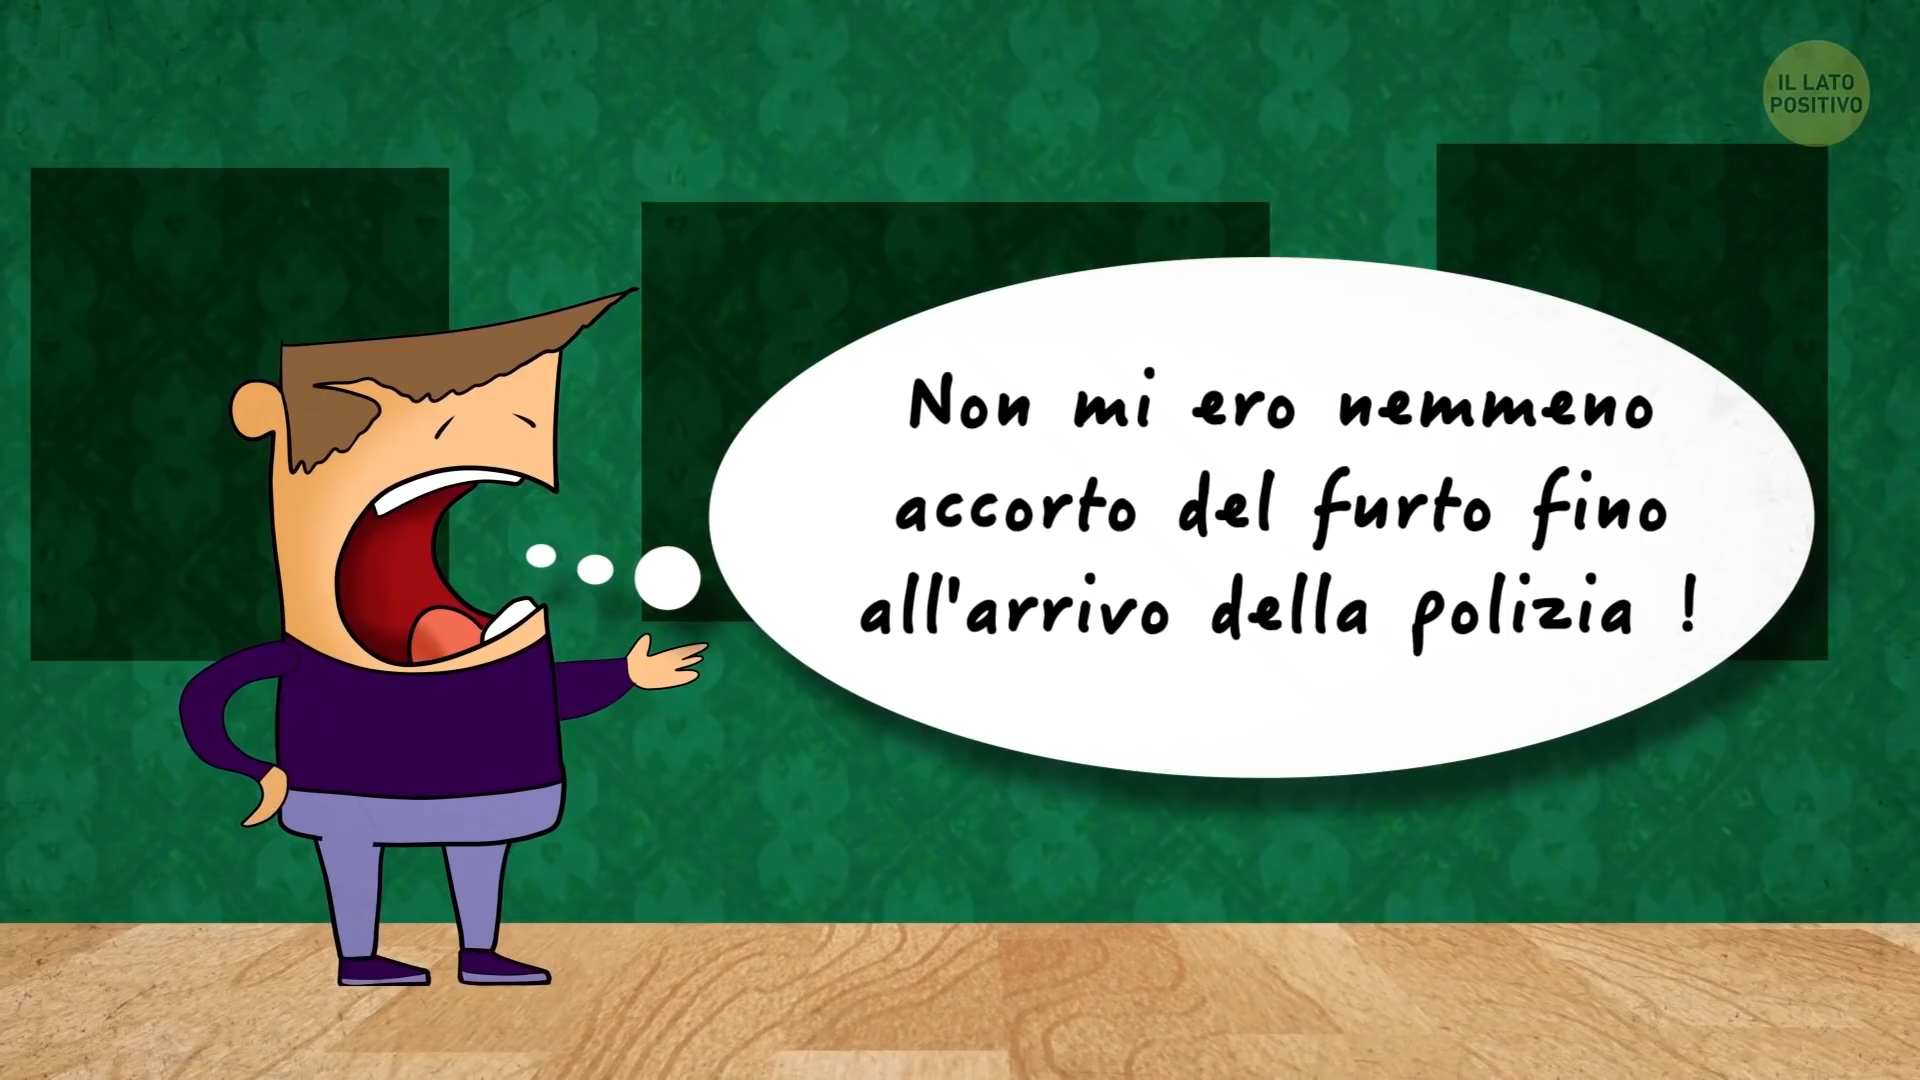 IL LATO
POSITIVO
Non mi ero nemmeno
accorto del furto fino
all'arrivo della polizia !